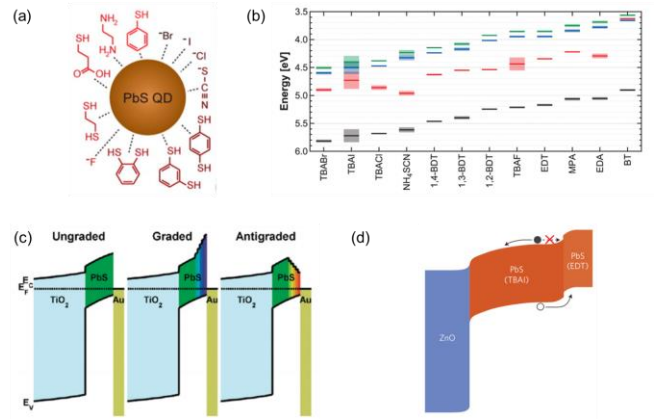 (a)
SH
NH₂
H₂N
SH
⁻Br
⁻I
⁻Cl
⁻S
C
N
OH
PbS QD
SH
HS
⁻F
HS
SH
SH
SH
SH
SH
(b)
Energy [eV]
3.5
4.0
4.5
5.0
5.5
6.0
TBABr
TBAI
TBACl
NH₄SCN
1,4-BDT
1,3-BDT
1,2-BDT
TBAF
EDT
MPA
EDA
BT
(c)
Ungraded
Graded
Antigraded
E_C
E_F
E_V
PbS
TiO₂
Au
PbS
TiO₂
Au
PbS
TiO₂
Au
(d)
PbS
(EDT)
PbS
(TBAI)
ZnO